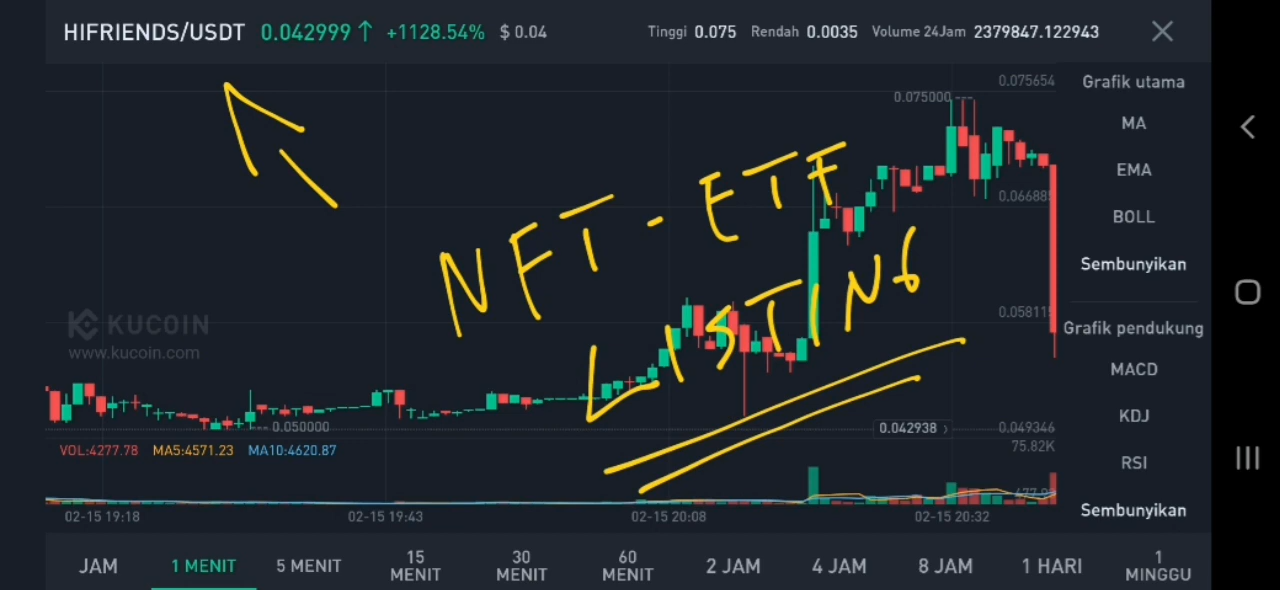 HIFRIENDS/USDT 0.042999 ↑ +1128.54% $ 0.04 Tinggi 0.075 Rendah 0.0035 Volume 24Jam 2379847.122943
0.075654
Grafik utama
0.075000
MA
NFT - ETF
EMA
0.066885
BOLL
LISTING
Sembunyikan
0.05811
KUCOIN
www.kucoin.com
Grafik pendukung
MACD
KDJ
0.050000
0.042938
0.049346
75.82K
VOL:4277.78 MA5:4571.23 MA10:4620.87
RSI
Sembunyikan
02-15 19:18 02-15 19:43 02-15 20:08 02-15 20:32
JAM 1 MENIT 5 MENIT 15 MENIT 30 MENIT 60 MENIT 2 JAM 4 JAM 8 JAM 1 HARI 1 MINGGU